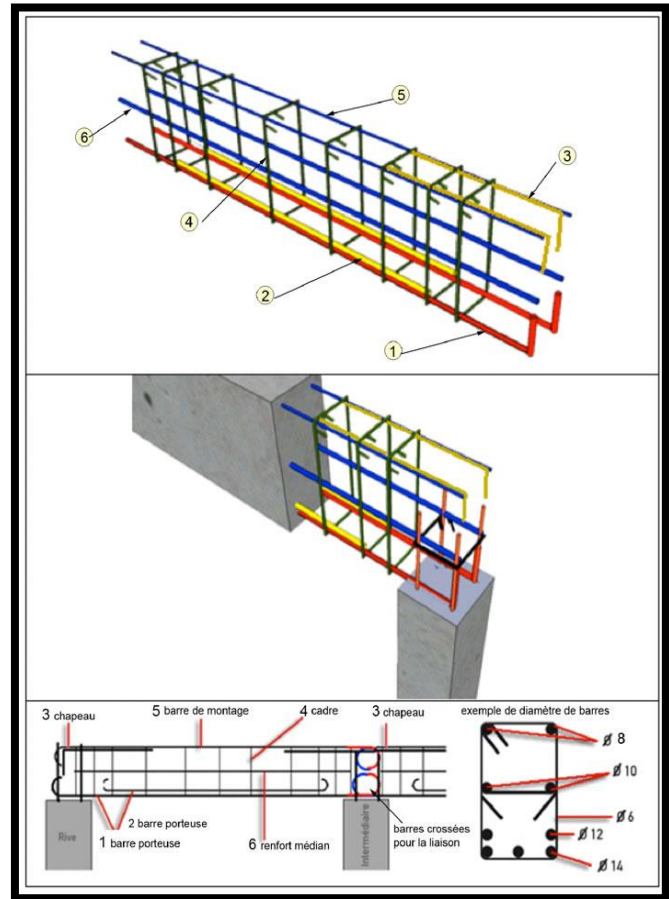 5
6
3
4
2
1
3 chapeau
5 barre de montage
4 cadre
3 chapeau
exemple de diamètre de barres
ø 8
ø 10
ø 6
ø 12
ø 14
Rive
2 barre porteuse
1 barre porteuse
6 renfort médian
Intermédiaire
barres crossées
pour la liaison